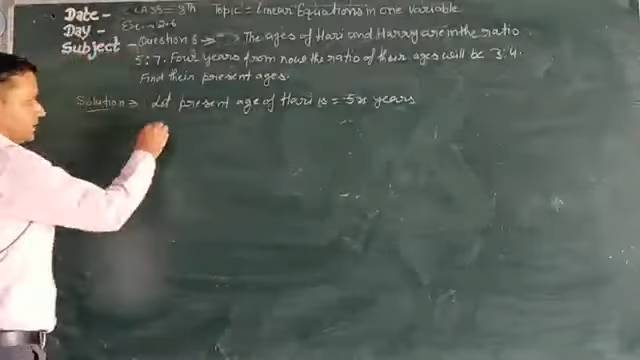 Date- CLASS= 8th Topic = Linear Equations in one variable
Day- Ex:- 2.6
Subject - Question 6 ⇒ The ages of Hari and Harry are in the ratio
5:7. Four years from now the ratio of their ages will be 3:4.
Find their present ages.
Solution ⇒ Let present age of Hari is = 5x years